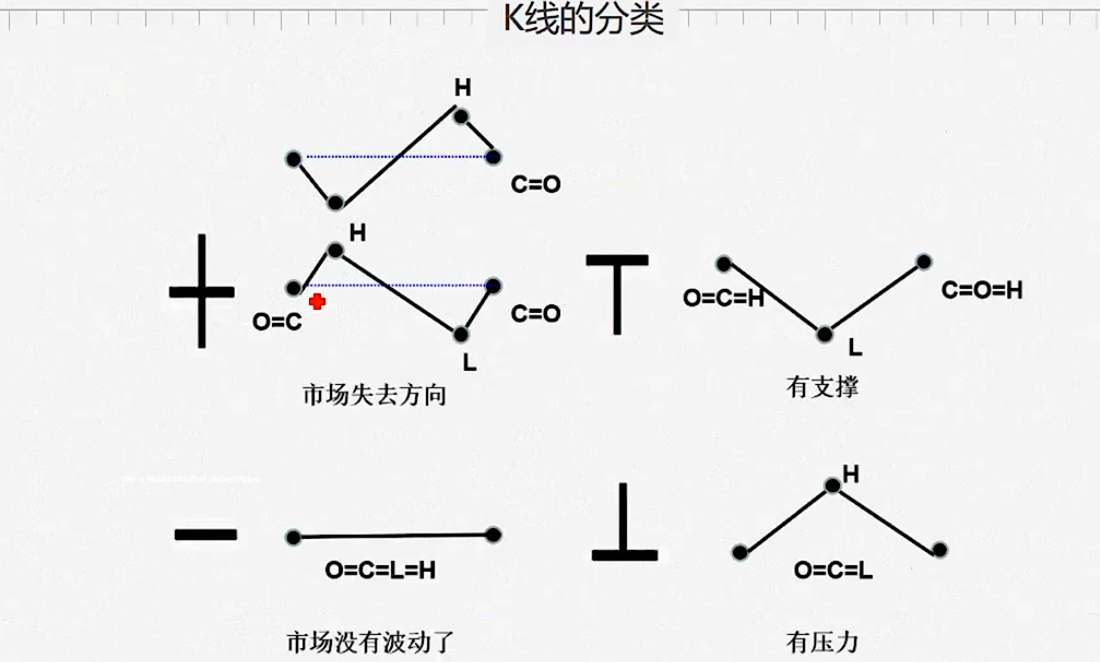 K线的分类
H
C=O
H
O=C
C=O
L
市场失去方向
O=C=H
C=O=H
L
有支撑
O=C=L=H
市场没有波动了
H
O=C=L
有压力